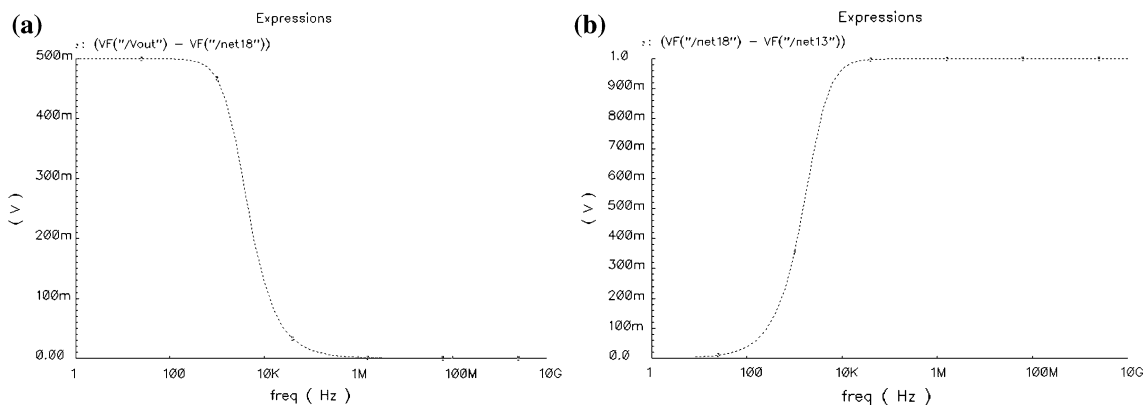 (a)
Expressions
: (VF("/Vout") - VF("/net18"))
500m
400m
300m
200m
100m
0.00
( V )
1
100
10K
1M
100M
10G
freq ( Hz )
(b)
Expressions
: (VF("/net18") - VF("/net13"))
1.0
900m
800m
700m
600m
500m
400m
300m
200m
100m
0.0
( V )
1
100
10K
1M
100M
10G
freq ( Hz )